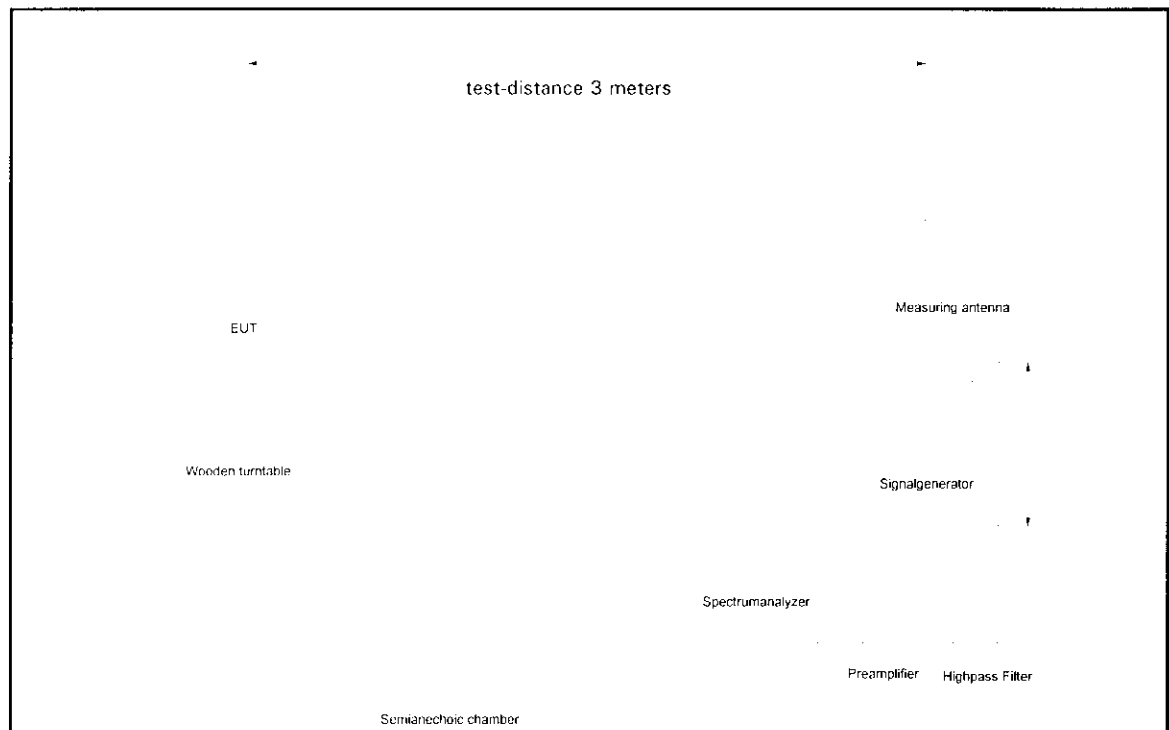 test-distance 3 meters
Measuring antenna
EUT
Wooden turntable
Signalgenerator
Spectrumanalyzer
Preamplifier
Highpass Filter
Semianechoic chamber